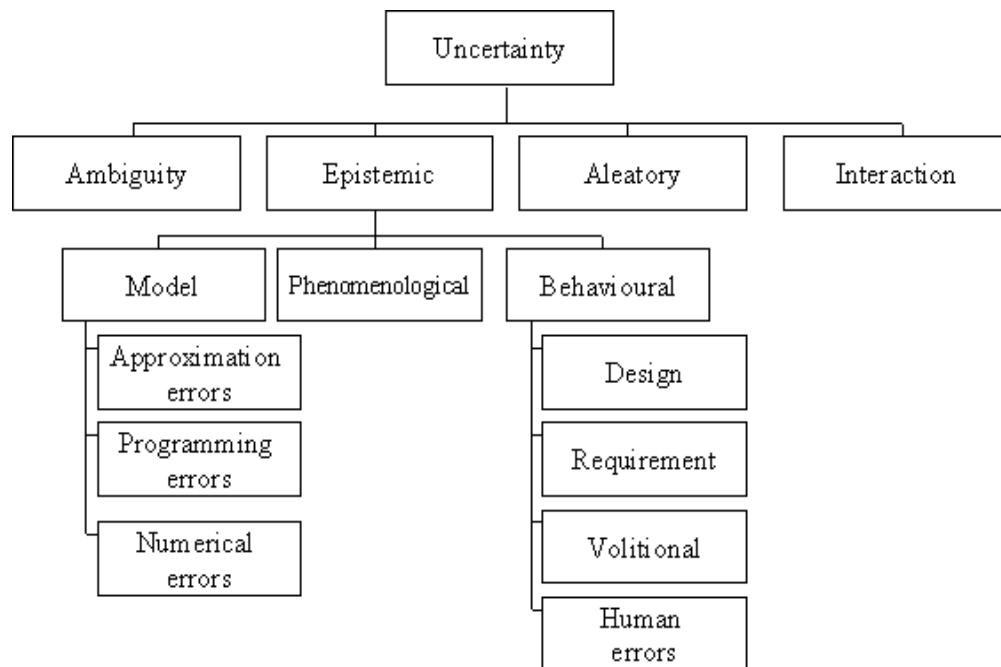 Uncertainty
Ambiguity
Epistemic
Aleatory
Interaction
Model
Phenomenological
Behavioural
Approximation
errors
Programming
errors
Numerical
errors
Design
Requirement
Volitional
Human
errors